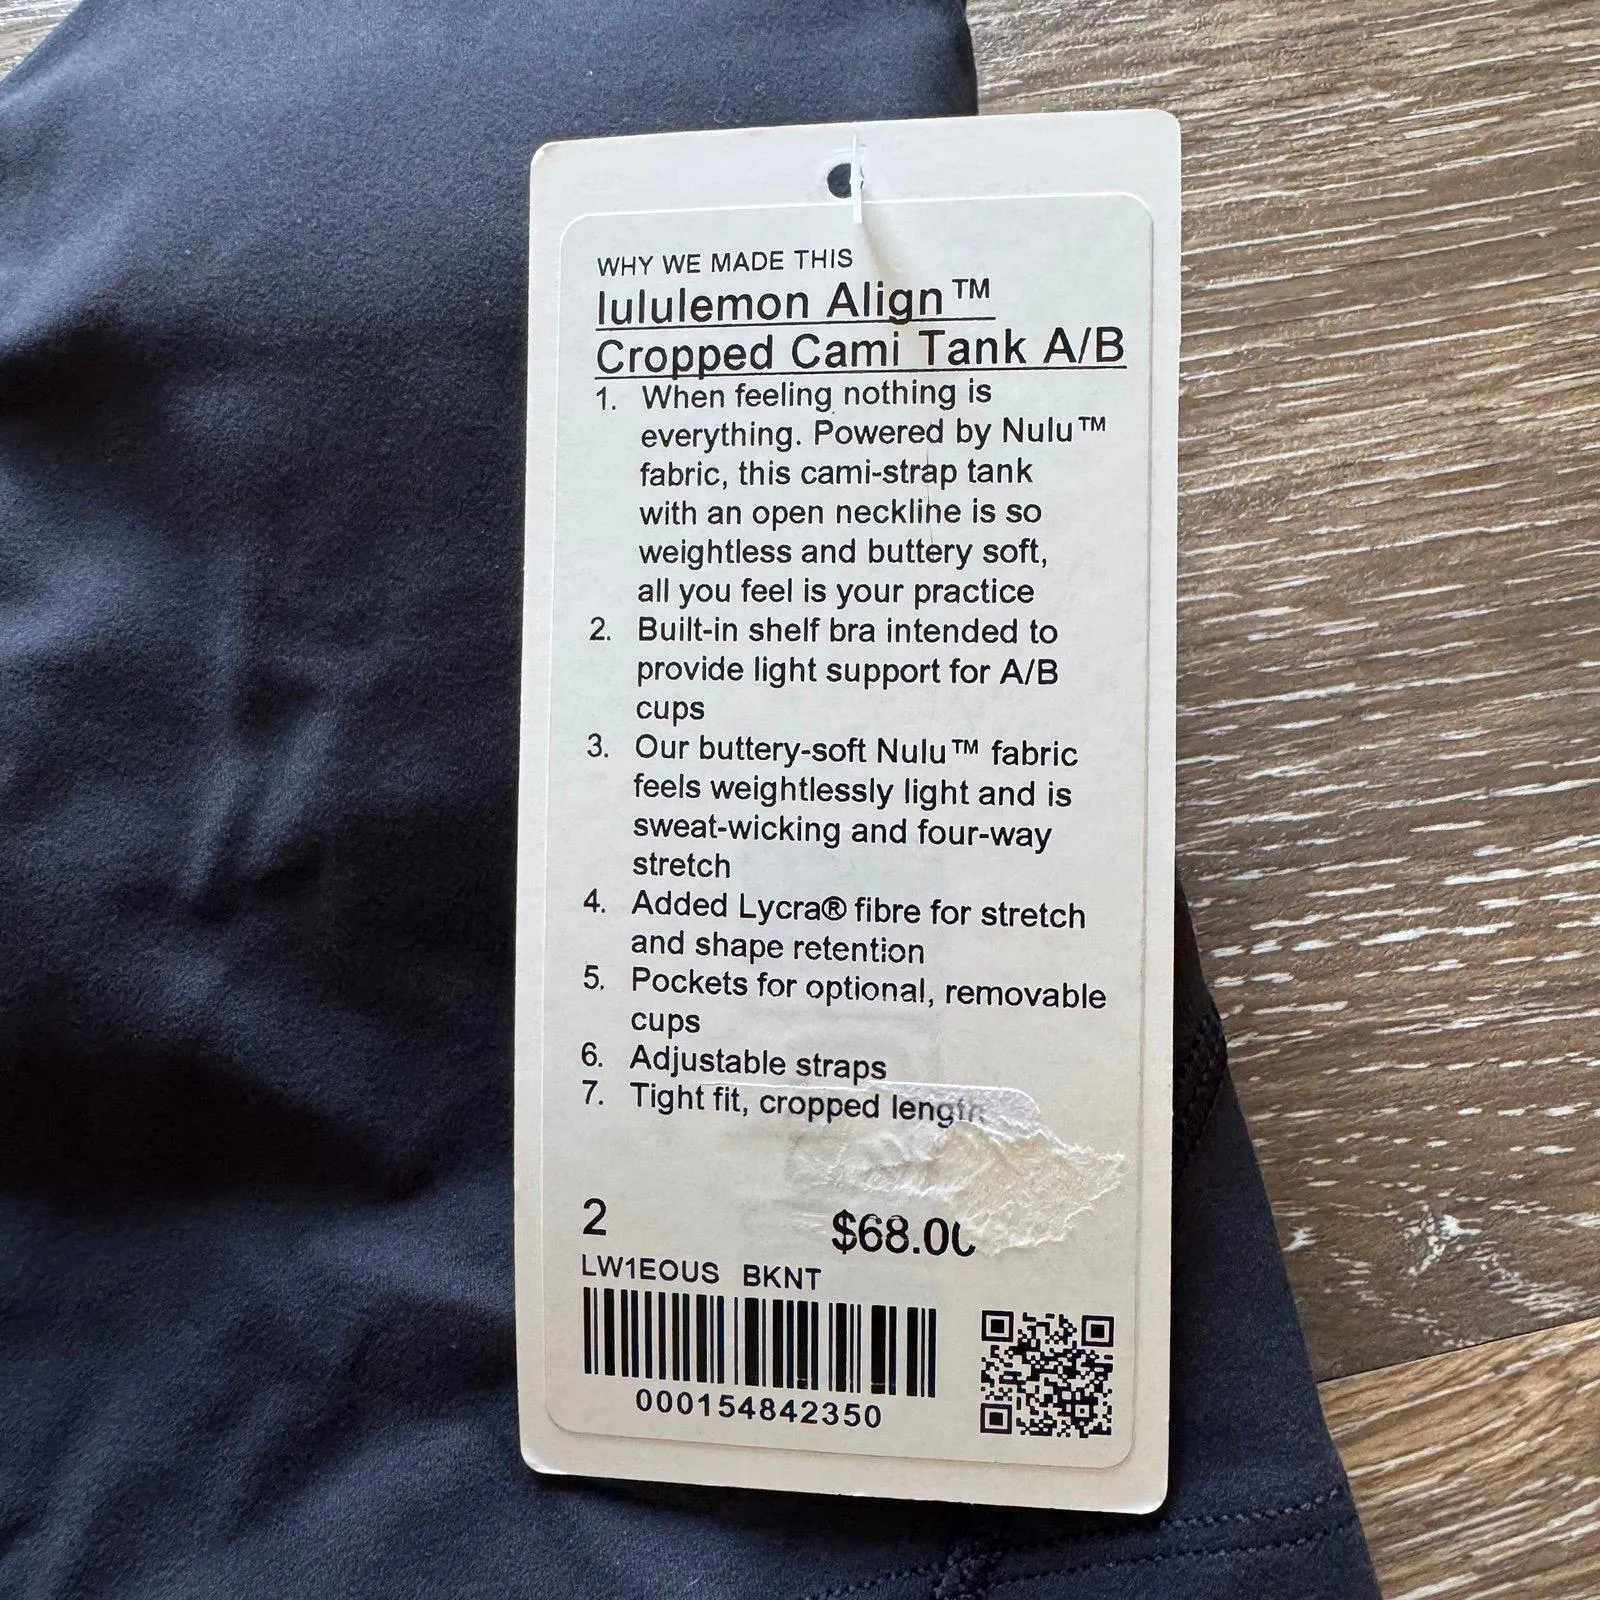 WHY WE MADE THIS
lululemon Align™
Cropped Cami Tank A/B
1. When feeling nothing is
everything. Powered by Nulu™
fabric, this cami-strap tank
with an open neckline is so
weightless and buttery soft,
all you feel is your practice
2. Built-in shelf bra intended to
provide light support for A/B
cups
3. Our buttery-soft Nulu™ fabric
feels weightlessly light and is
sweat-wicking and four-way
stretch
4. Added Lycra® fibre for stretch
and shape retention
5. Pockets for optional, removable
cups
6. Adjustable straps
7. Tight fit, cropped length
2 $68.00
LW1EOUS BKNT
000154842350